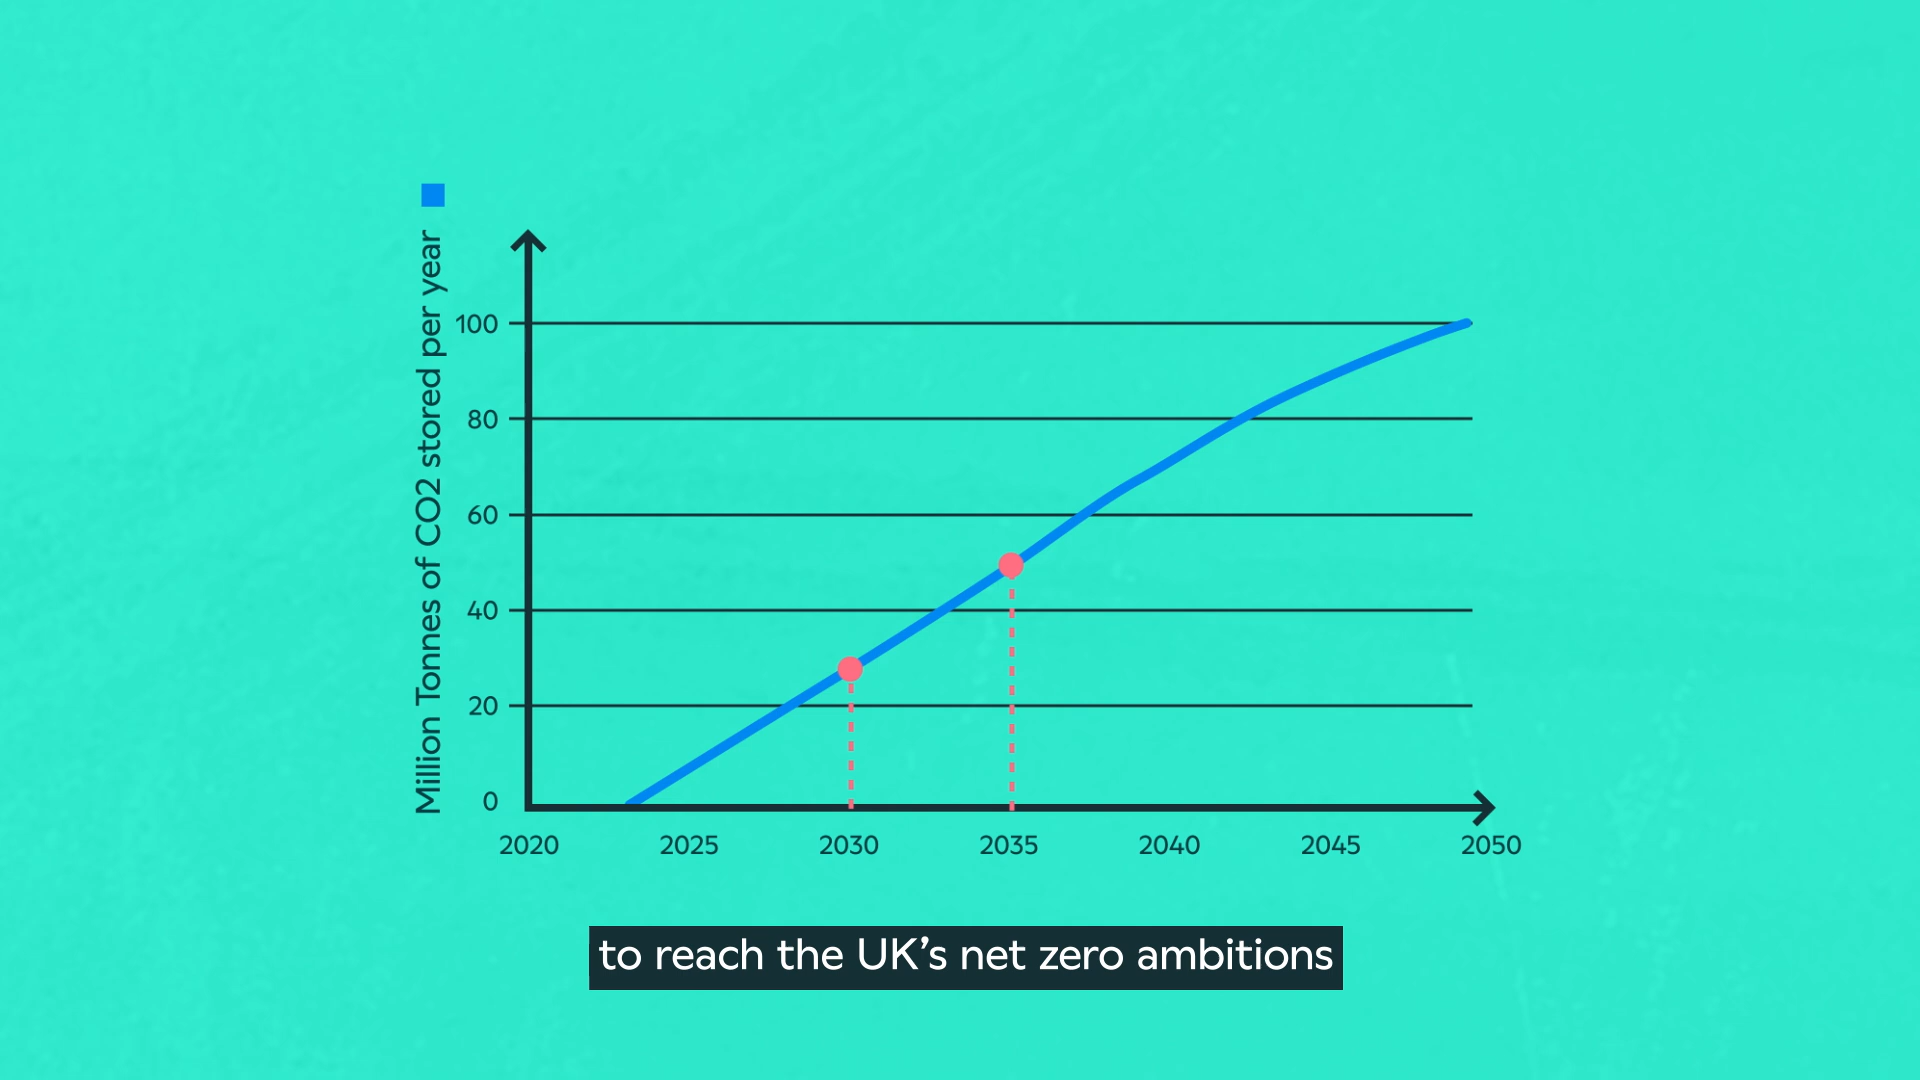 Million Tonnes of CO2 stored per year
100
80
60
40
20
0
2020 2025 2030 2035 2040 2045 2050
to reach the UK’s net zero ambitions